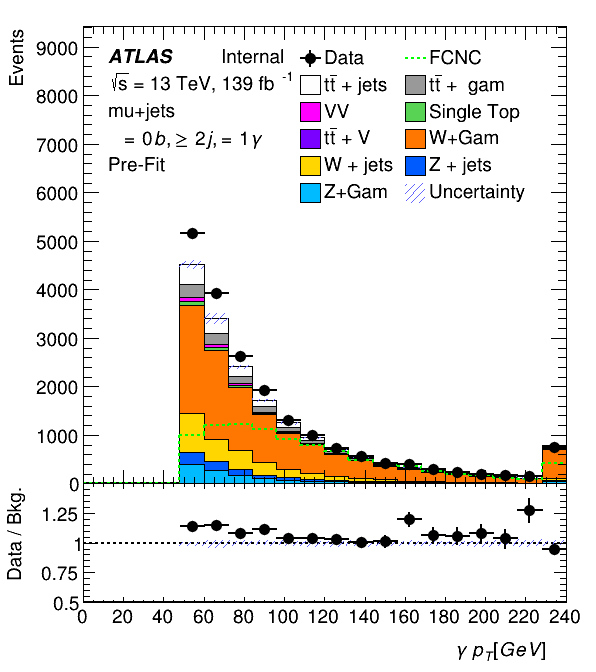 Events
9000
8000
7000
6000
5000
4000
3000
2000
1000
0
ATLAS Internal
√s = 13 TeV, 139 fb⁻¹
mu+jets
= 0b, ≥ 2j, = 1γ
Pre-Fit
Data
FCNC
tt̄ + jets
tt̄ + gam
VV
Single Top
tt̄ + V
W+Gam
W + jets
Z + jets
Z+Gam
Uncertainty
Data / Bkg.
1.25
1
0.75
0.5
0 20 40 60 80 100 120 140 160 180 200 220 240
γ p_T[GeV]